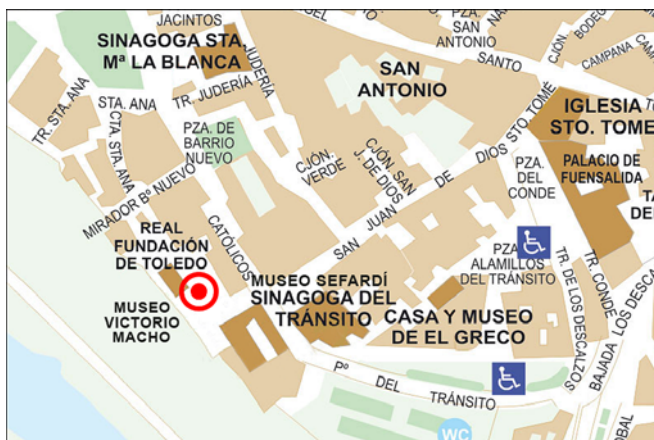 JACINTOS
SINAGOGA STA.
Mª LA BLANCA
JUDERÍA
TR. JUDERÍA
STA. ANA
TR. STA. ANA
CTA. STA. ANA
PZA. DE
BARRIO
NUEVO
MIRADOR Bº NUEVO
CATÓLICOS
CJÓN.
VERDE
CJÓN. SAN
J. DE DIOS
SAN JUAN DE DIOS
SAN
ANTONIO
PZA.
SAN
ANTONIO
SANTO
TOMÉ
STO. TOMÉ
CJÓN.
CAMPANA
IGLESIA
STO. TOME
PALACIO DE
FUENSALIDA
PZA.
DEL
CONDE
PZA.
ALAMILLOS
DEL TRÁNSITO
TR. CONDE
TR. DE LOS DESCALZOS
BAJADA LOS DESCA
REAL
FUNDACIÓN
DE TOLEDO
MUSEO
VICTORIO
MACHO
MUSEO SEFARDÍ
SINAGOGA DEL
TRÁNSITO
CASA Y MUSEO
DE EL GRECO
Pº DEL TRÁNSITO
WC